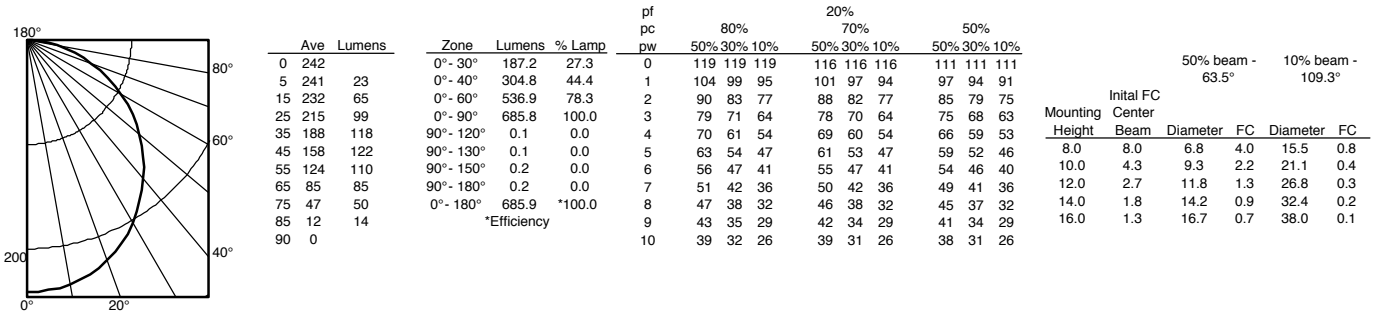 180°
80°
60°
40°
200
0° 20°
Ave Lumens
0 242
5 241 23
15 232 65
25 215 99
35 188 118
45 158 122
55 124 110
65 85 85
75 47 50
85 12 14
90 0
Zone Lumens % Lamp
0°- 30° 187.2 27.3
0°- 40° 304.8 44.4
0°- 60° 536.9 78.3
0°- 90° 685.8 100.0
90°- 120° 0.1 0.0
90°- 130° 0.1 0.0
90°- 150° 0.2 0.0
90°- 180° 0.2 0.0
0°- 180° 685.9 *100.0
*Efficiency
pf 20%
pc 80% 70% 50%
pw 50% 30% 10% 50% 30% 10% 50% 30% 10%
0 119 119 119 116 116 116 111 111 111
1 104 99 95 101 97 94 97 94 91
2 90 83 77 88 82 77 85 79 75
3 79 71 64 78 70 64 75 68 63
4 70 61 54 69 60 54 66 59 53
5 63 54 47 61 53 47 59 52 46
6 56 47 41 55 47 41 54 46 40
7 51 42 36 50 42 36 49 41 36
8 47 38 32 46 38 32 45 37 32
9 43 35 29 42 34 29 41 34 29
10 39 32 26 39 31 26 38 31 26
50% beam - 10% beam -
63.5° 109.3°
Inital FC
Mounting Center
Height Beam Diameter FC Diameter FC
8.0 8.0 6.8 4.0 15.5 0.8
10.0 4.3 9.3 2.2 21.1 0.4
12.0 2.7 11.8 1.3 26.8 0.3
14.0 1.8 14.2 0.9 32.4 0.2
16.0 1.3 16.7 0.7 38.0 0.1